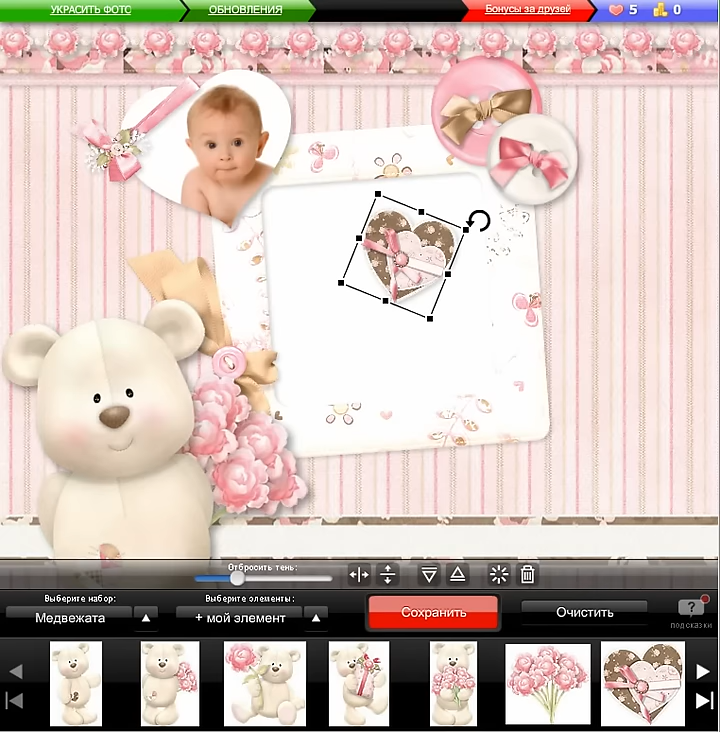 УКРАСИТЬ ФОТО
ОБНОВЛЕНИЯ
Бонусы за друзей
5
0
Отбросить тень:
Выберите набор:
Медвежата
Выберите элементы:
+ мой элемент
Сохранить
Очистить
?
подсказки